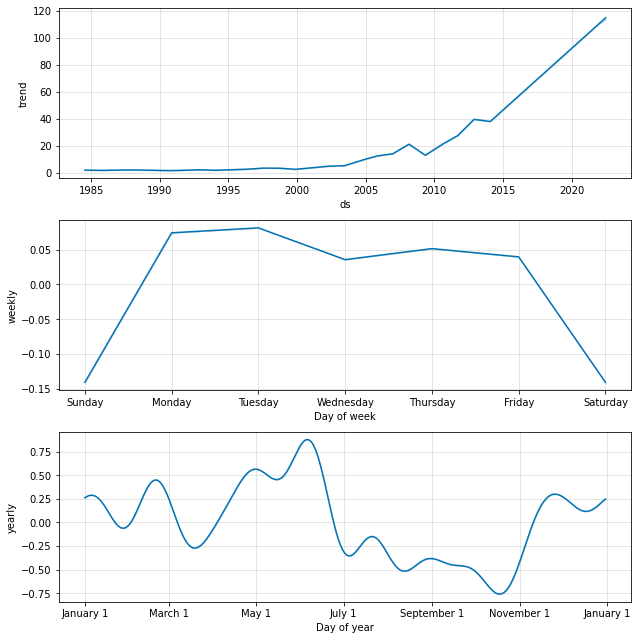 120
100
80
60
40
20
0
trend
1985 1990 1995 2000 2005 2010 2015 2020
ds
0.05
0.00
−0.05
−0.10
−0.15
weekly
Sunday Monday Tuesday Wednesday Thursday Friday Saturday
Day of week
0.75
0.50
0.25
0.00
−0.25
−0.50
−0.75
yearly
January 1 March 1 May 1 July 1 September 1 November 1 January 1
Day of year